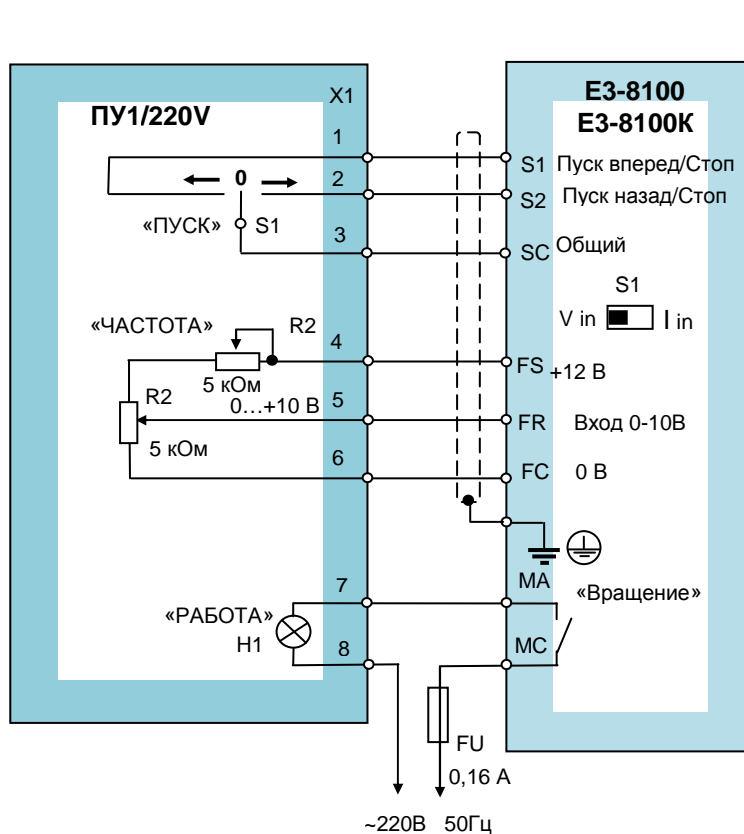 ПУ1/220V
X1
1
0
2
«ПУСК»
S1
3
«ЧАСТОТА»
R2
4
5 кОм
0…+10 В
5
R2
5 кОм
6
7
«РАБОТА»
H1
8
E3-8100
E3-8100К
S1
Пуск вперед/Стоп
S2
Пуск назад/Стоп
SC
Общий
S1
V in
I in
FS
+12 В
FR
Вход 0-10В
FC
0 В
MA
«Вращение»
MC
FU
0,16 А
~220В 50Гц